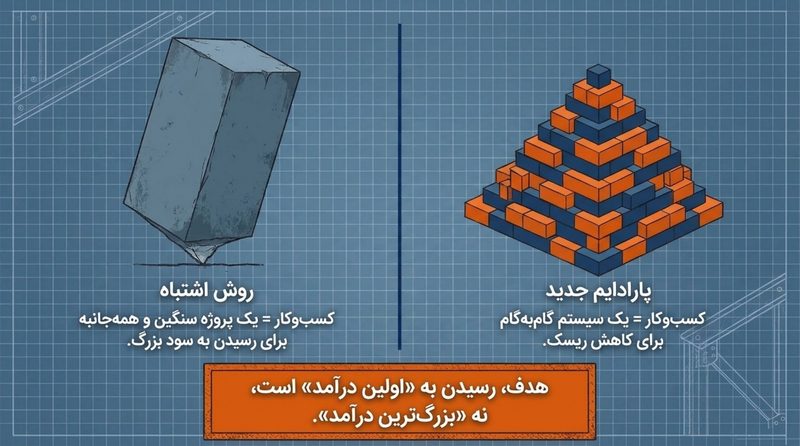 پارادایم جدید
کسب‌وکار = یک سیستم گام‌به‌گام
برای کاهش ریسک.
روش اشتباه
کسب‌وکار = یک پروژه سنگین و همه‌جانبه
برای رسیدن به سود بزرگ.
هدف، رسیدن به «اولین درآمد» است،
نه «بزرگ‌ترین درآمد».